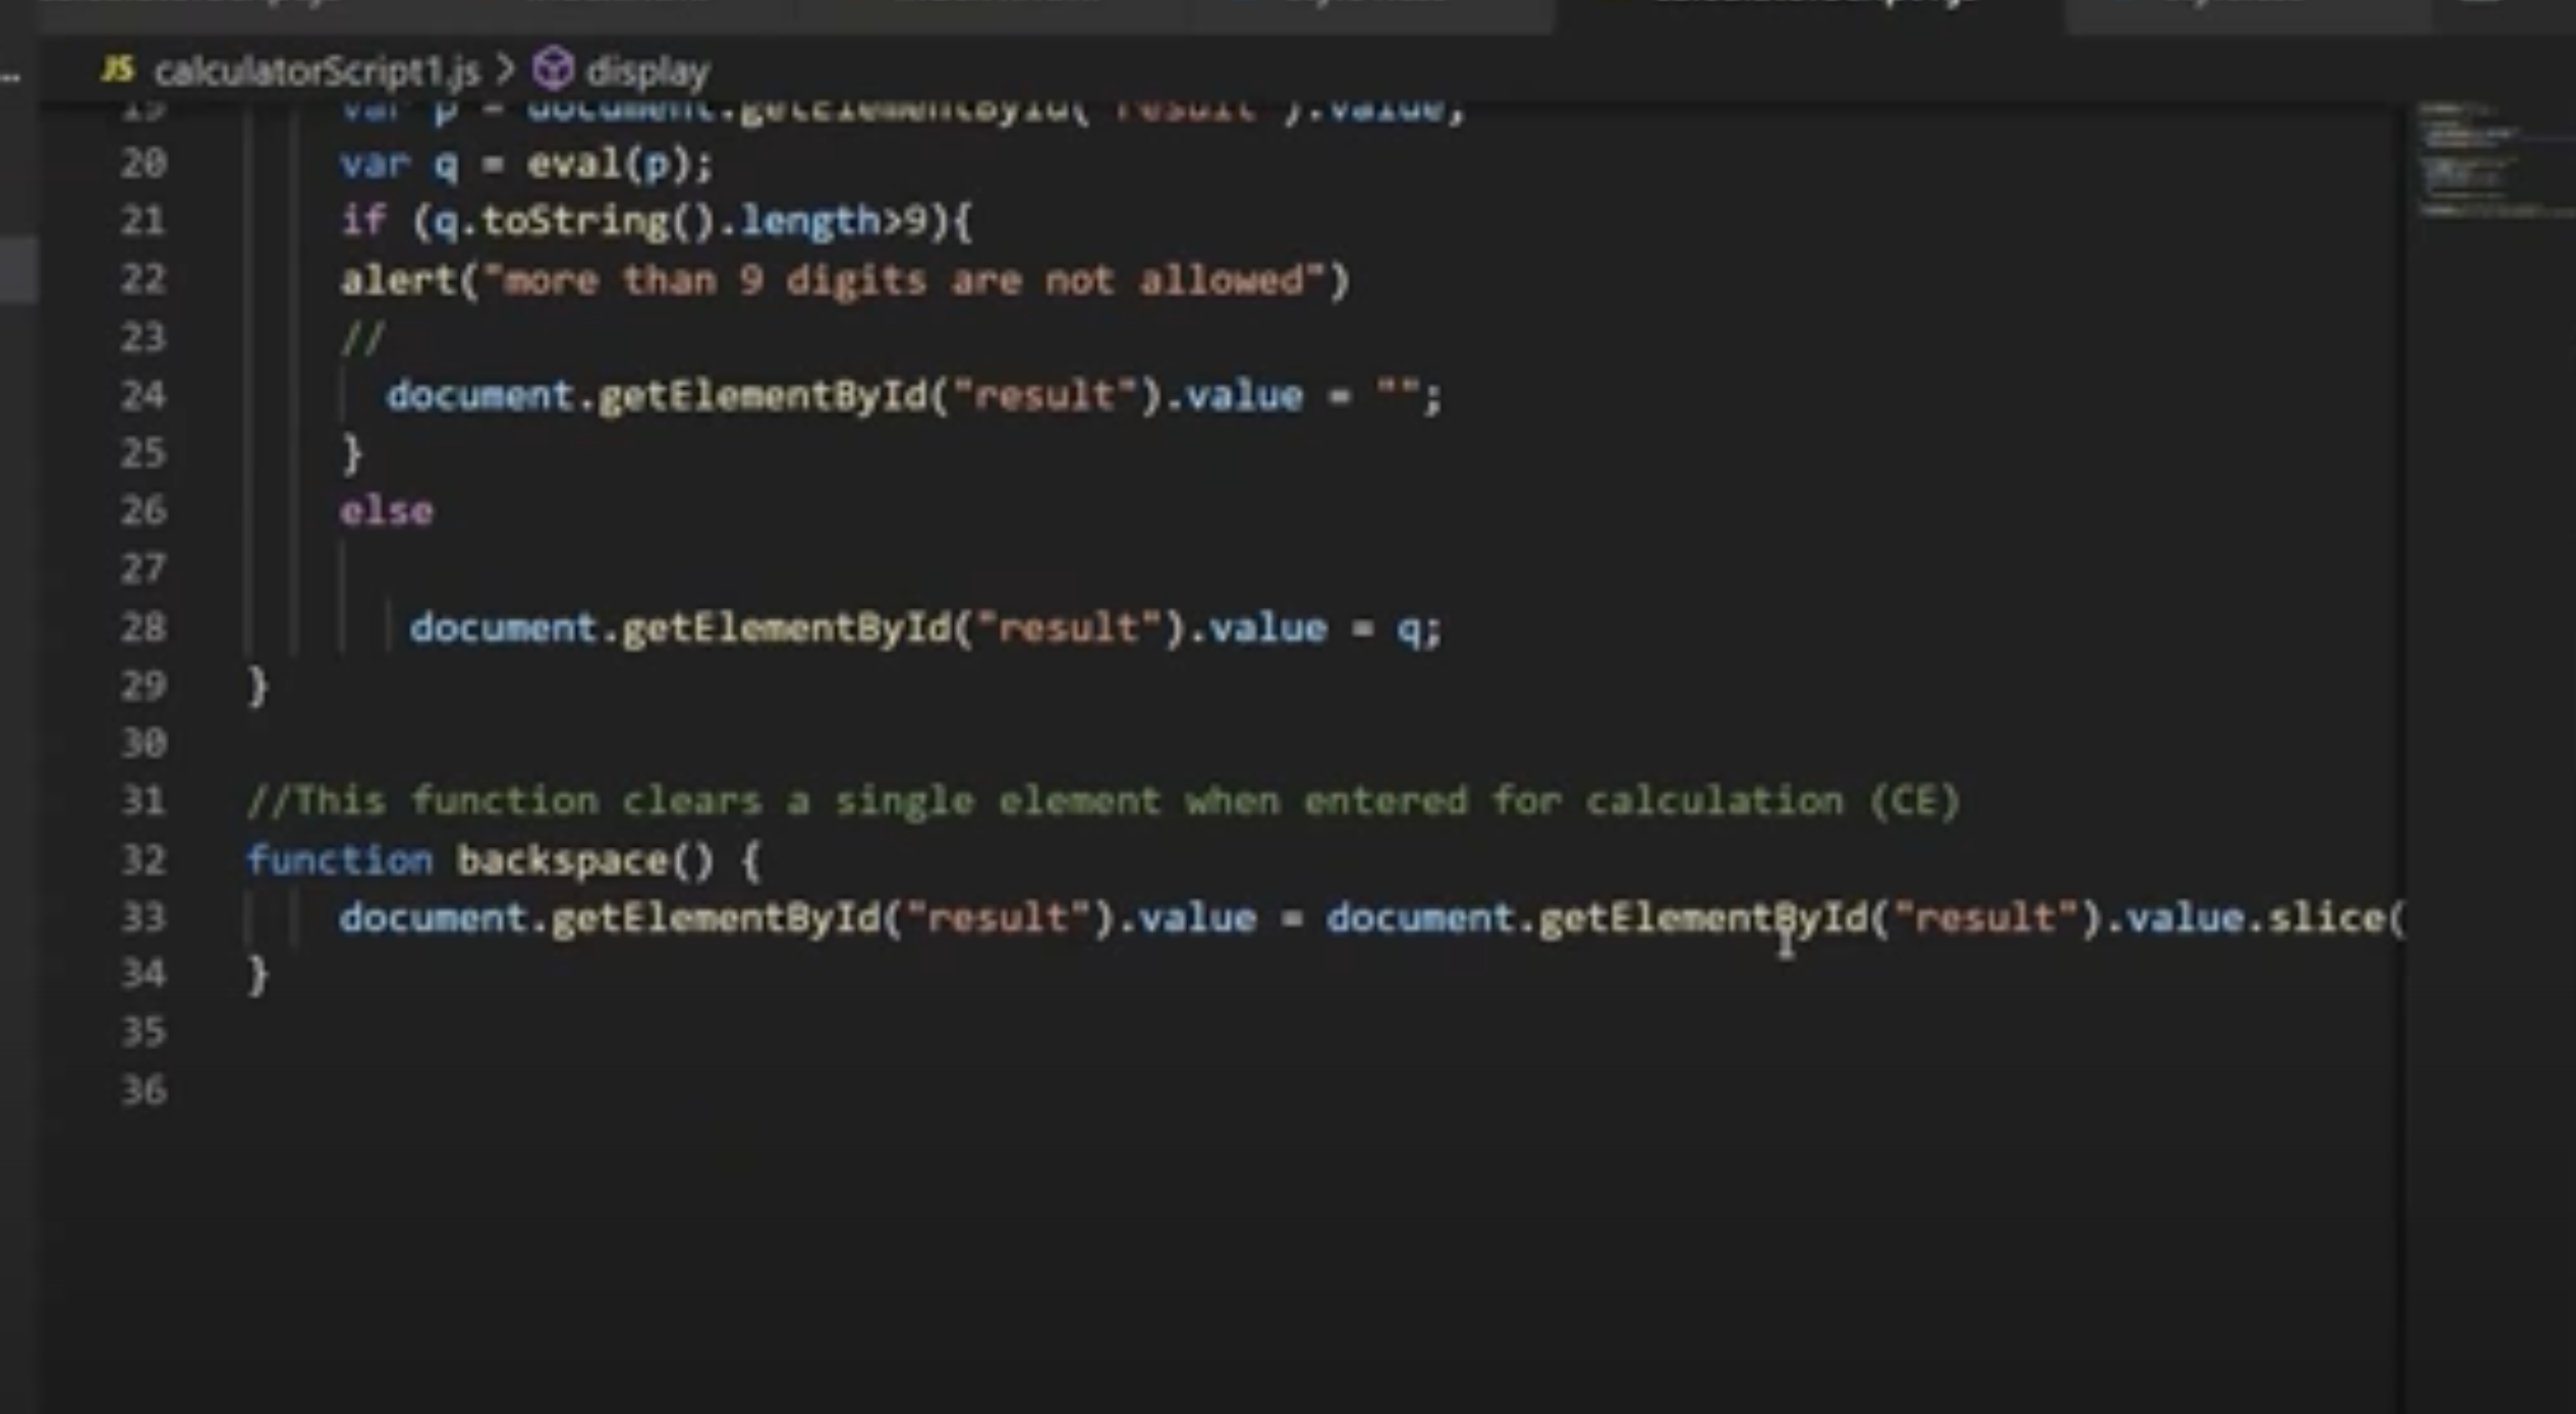 JS calculatorScript1.js > display
19 var p = document.getElementById("result").value;
20 var q = eval(p);
21 if (q.toString().length>9){
22 alert("more than 9 digits are not allowed")
23 //
24 document.getElementById("result").value = "";
25 }
26 else
27
28 document.getElementById("result").value = q;
29 }
30
31 //This function clears a single element when entered for calculation (CE)
32 function backspace() {
33 document.getElementById("result").value = document.getElementById("result").value.slice(
34 }
35
36